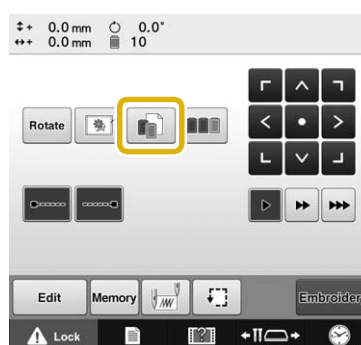 + 0.0 mm 0.0°
+ 0.0 mm 10
Rotate
Edit Memory Embroider
Lock